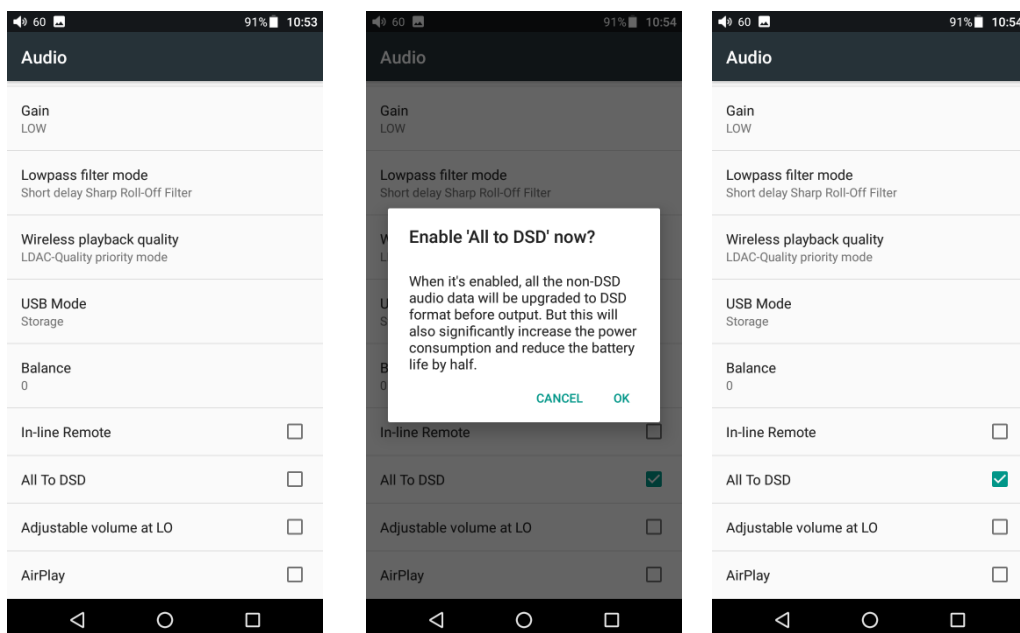 60 91% 10:53
Audio
Gain
LOW
Lowpass filter mode
Short delay Sharp Roll-Off Filter
Wireless playback quality
LDAC-Quality priority mode
USB Mode
Storage
Balance
0
In-line Remote
All To DSD
Adjustable volume at LO
AirPlay
60 91% 10:54
Audio
Gain
LOW
Lowpass filter mode
Short delay Sharp Roll-Off Filter
W
L
Enable 'All to DSD' now?
When it's enabled, all the non-DSD
audio data will be upgraded to DSD
format before output. But this will
also significantly increase the power
consumption and reduce the battery
life by half.
CANCEL OK
U
S
B
0
In-line Remote
All To DSD
Adjustable volume at LO
AirPlay
60 91% 10:54
Audio
Gain
LOW
Lowpass filter mode
Short delay Sharp Roll-Off Filter
Wireless playback quality
LDAC-Quality priority mode
USB Mode
Storage
Balance
0
In-line Remote
All To DSD
Adjustable volume at LO
AirPlay